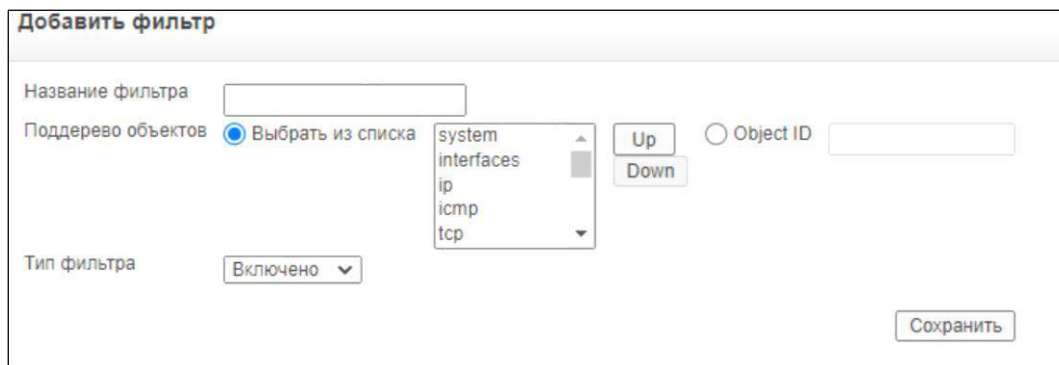 Добавить фильтр
Название фильтра
Поддерево объектов Выбрать из списка
system
interfaces
ip
icmp
tcp
Up
Down
Object ID
Тип фильтра Включено
Сохранить